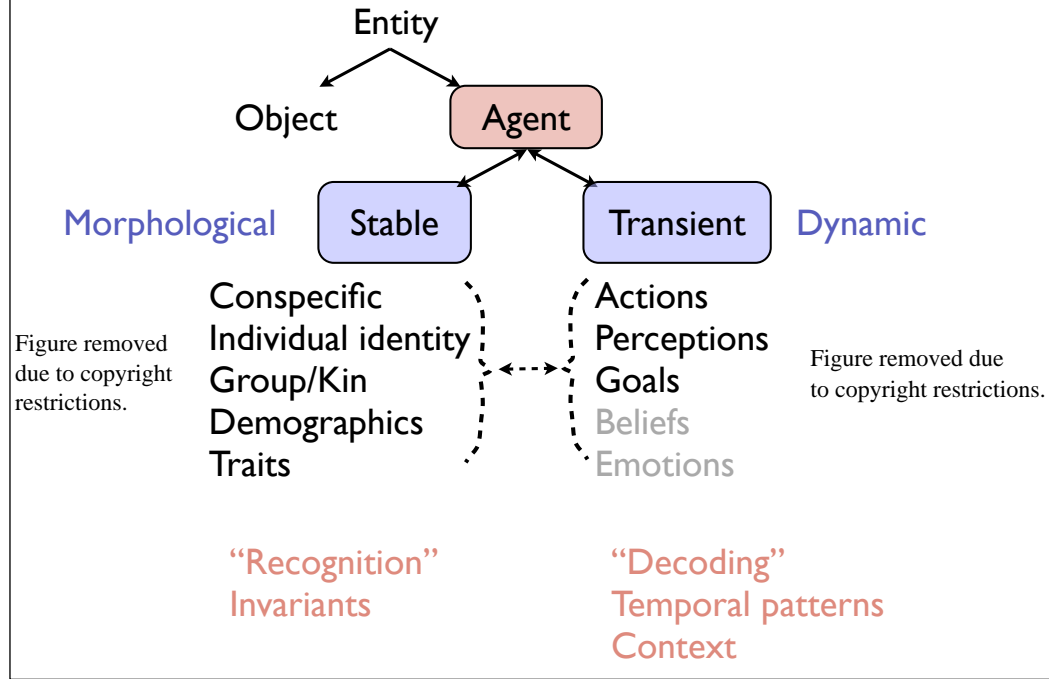 Entity
Object
Agent
Morphological
Stable
Transient
Dynamic
Conspecific
Individual identity
Group/Kin
Demographics
Traits
Actions
Perceptions
Goals
Beliefs
Emotions
Figure removed
due to copyright
restrictions.
Figure removed due
to copyright restrictions.
“Recognition”
Invariants
“Decoding”
Temporal patterns
Context